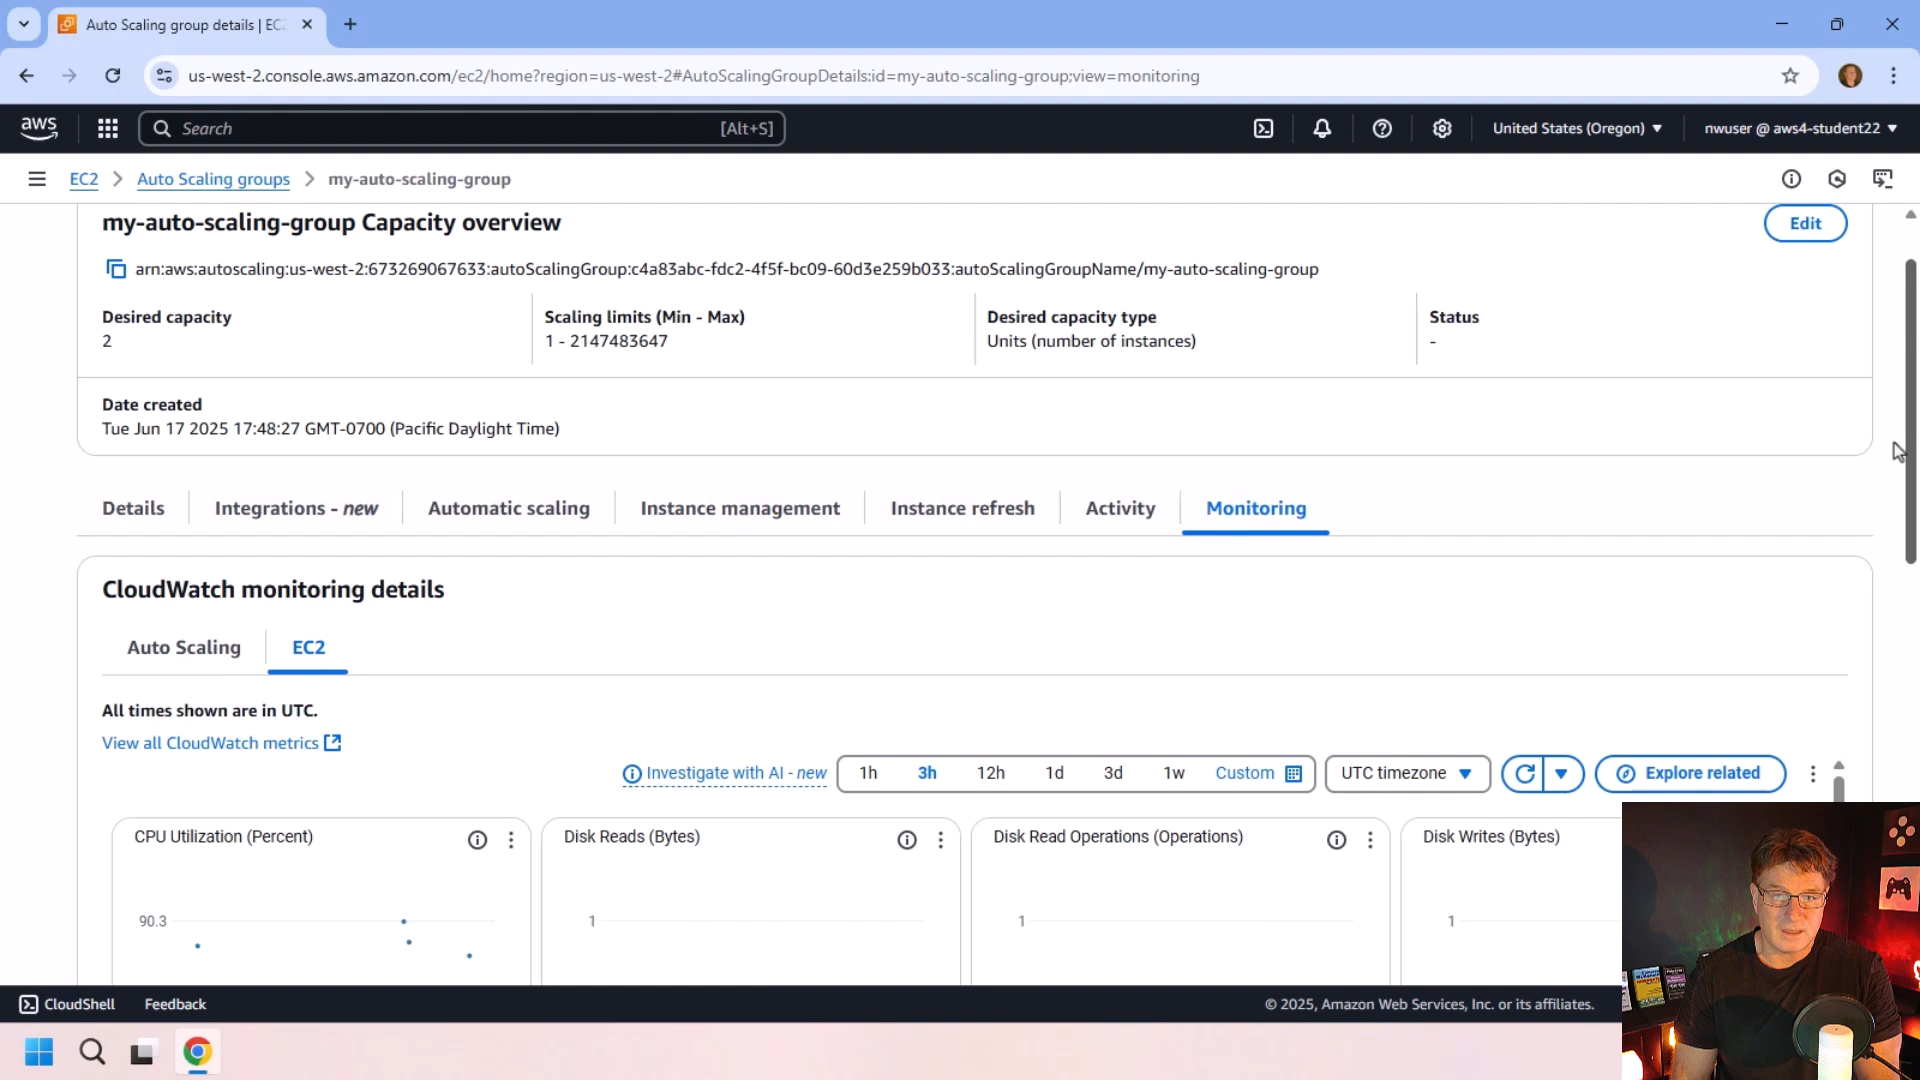 Auto Scaling group details | EC2
us-west-2.console.aws.amazon.com/ec2/home?region=us-west-2#AutoScalingGroupDetails:id=my-auto-scaling-group;view=monitoring
aws
Search [Alt+S]
United States (Oregon)
nwuser @ aws4-student22
EC2
Auto Scaling groups
my-auto-scaling-group
my-auto-scaling-group Capacity overview
Edit
arn:aws:autoscaling:us-west-2:673269067633:autoScalingGroup:c4a83abc-fdc2-4f5f-bc09-60d3e259b033:autoScalingGroupName/my-auto-scaling-group
Desired capacity
2
Scaling limits (Min - Max)
1 - 2147483647
Desired capacity type
Units (number of instances)
Status
-
Date created
Tue Jun 17 2025 17:48:27 GMT-0700 (Pacific Daylight Time)
Details
Integrations - new
Automatic scaling
Instance management
Instance refresh
Activity
Monitoring
CloudWatch monitoring details
Auto Scaling
EC2
All times shown are in UTC.
View all CloudWatch metrics
Investigate with AI - new
1h
3h
12h
1d
3d
1w
Custom
UTC timezone
Explore related
CPU Utilization (Percent)
90.3
Disk Reads (Bytes)
1
Disk Read Operations (Operations)
1
Disk Writes (Bytes)
1
CloudShell
Feedback
© 2025, Amazon Web Services, Inc. or its affiliates.